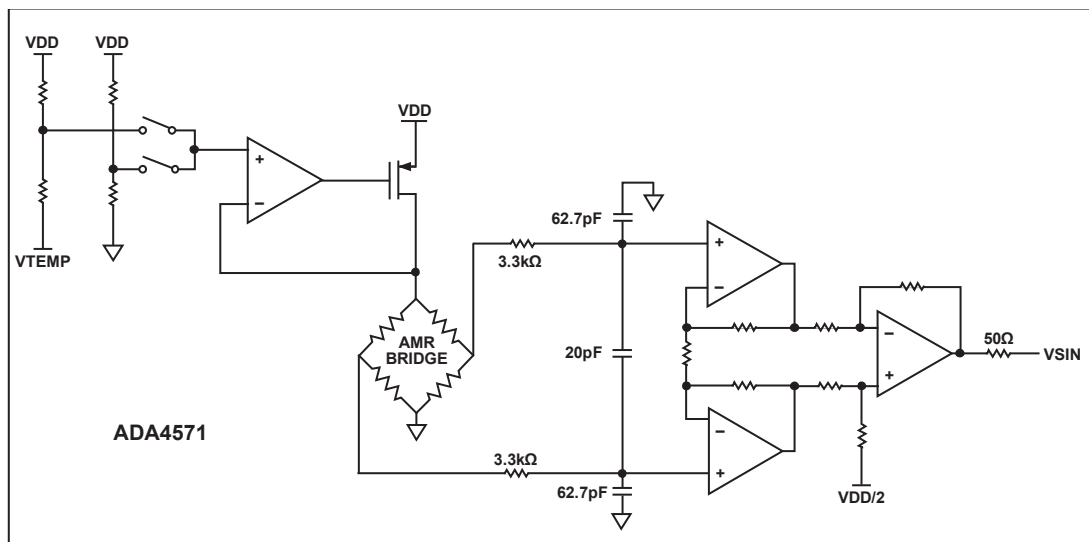 VDD
VDD
VDD
+
−
VTEMP
AMR
BRIDGE
ADA4571
62.7pF
3.3kΩ
20pF
3.3kΩ
62.7pF
+
−
−
+
−
+
50Ω
VSIN
VDD/2